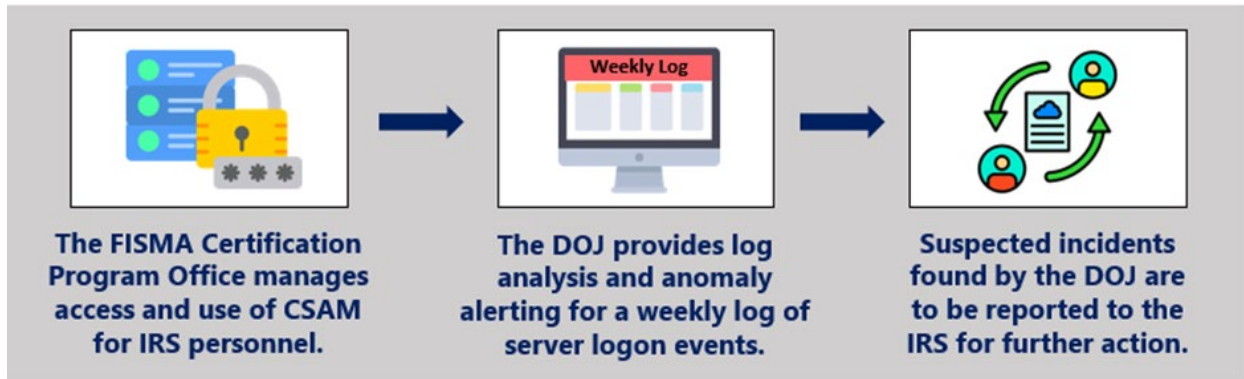 Weekly Log
The FISMA Certification
Program Office manages
access and use of CSAM
for IRS personnel.
The DOJ provides log
analysis and anomaly
alerting for a weekly log of
server logon events.
Suspected incidents
found by the DOJ are
to be reported to the
IRS for further action.